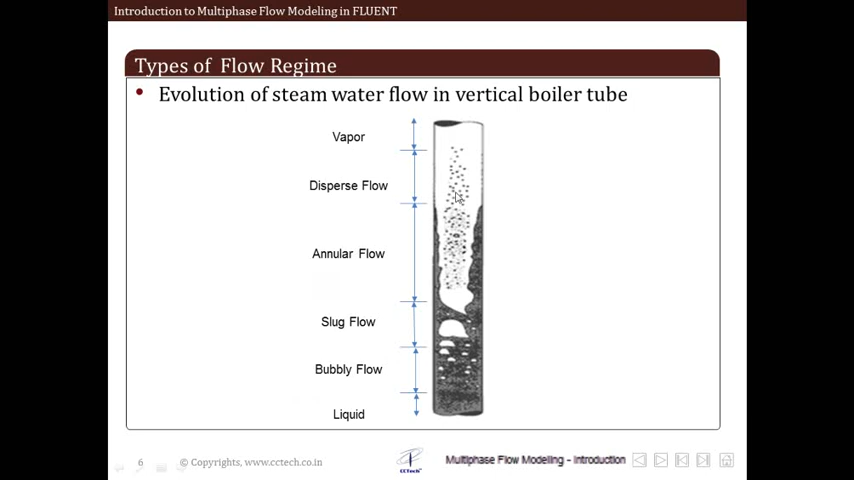 Introduction to Multiphase Flow Modeling in FLUENT
Types of Flow Regime
• Evolution of steam water flow in vertical boiler tube
Vapor
Disperse Flow
Annular Flow
Slug Flow
Bubbly Flow
Liquid
6
© Copyrights, www.cctech.co.in
CCTech
Multiphase Flow Modelling - Introduction